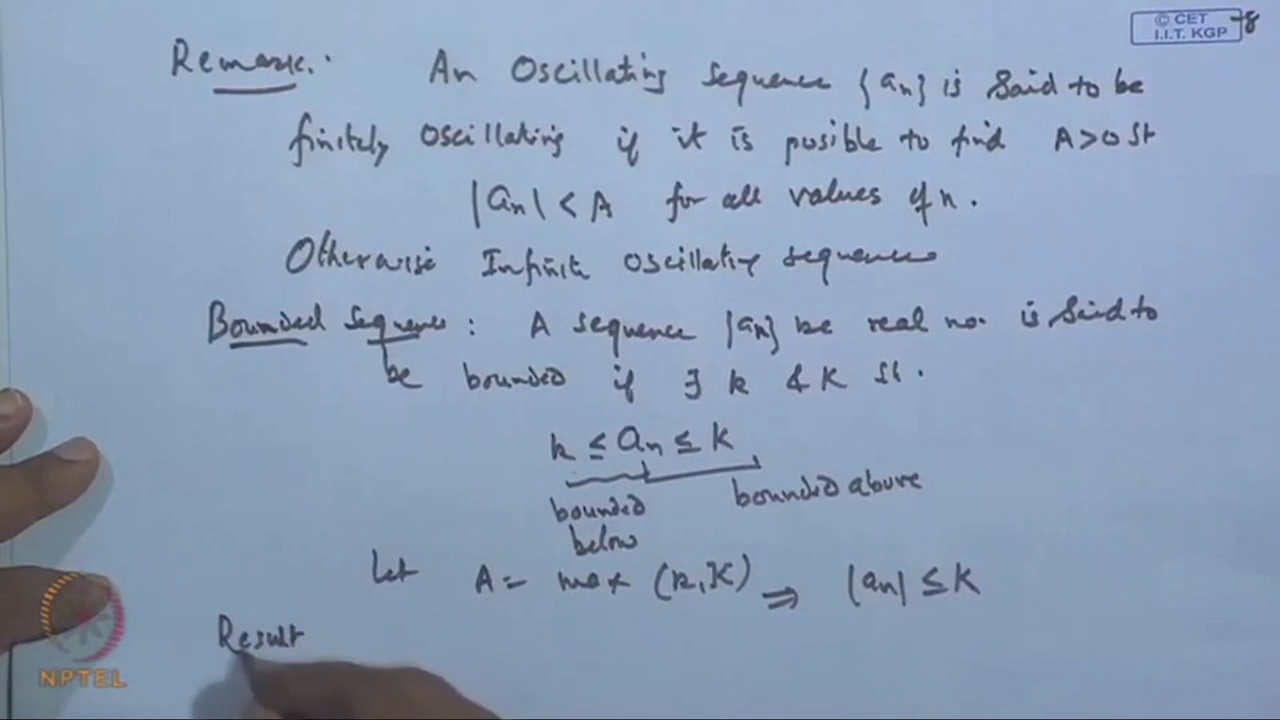 © CET
I.I.T. KGP
-8
Remark.. An Oscillating sequence {an} is Said to be
finitely Oscillating if it is posible to find A>0 St
|an| < A for all values of n.
Otherwise Infinite Oscillating sequence
Bounded Sequence : A sequence {an} be real no. is Said to
be bounded if ∃ k & K St.
k ≤ an ≤ K
bounded below
bounded above
Let A = max (k, K) ⇒ |an| ≤ K
Result
NPTEL